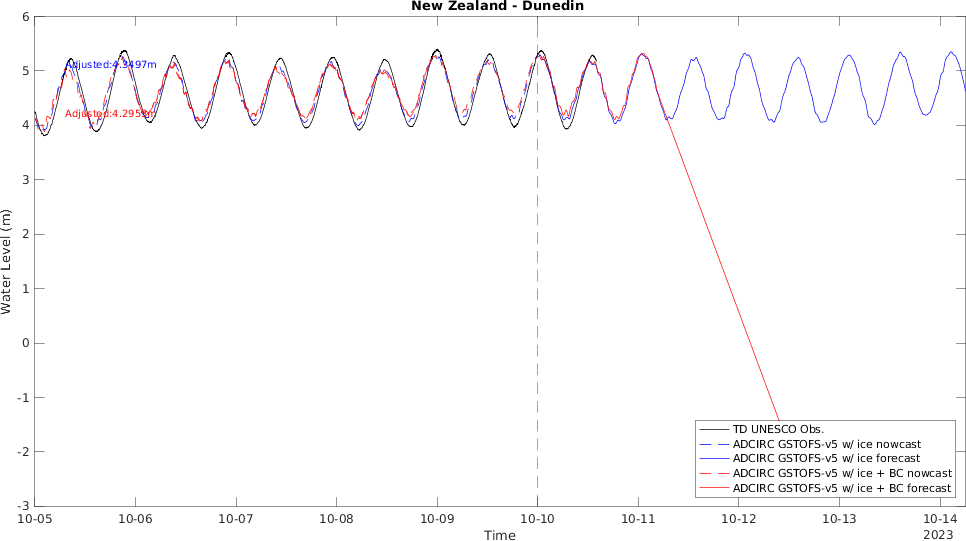 New Zealand - Dunedin
6
5
4
3
2
1
0
-1
-2
-3
Water Level (m)
Adjusted:4.3497m
TD UNESCO Obs.
ADCIRC GSTOFS-v5 w/ ice nowcast
ADCIRC GSTOFS-v5 w/ ice forecast
ADCIRC GSTOFS-v5 w/ ice + BC nowcast
ADCIRC GSTOFS-v5 w/ ice + BC forecast
10-05 10-06 10-07 10-08 10-09 10-10 10-11 10-12 10-13 10-14
Time
2023